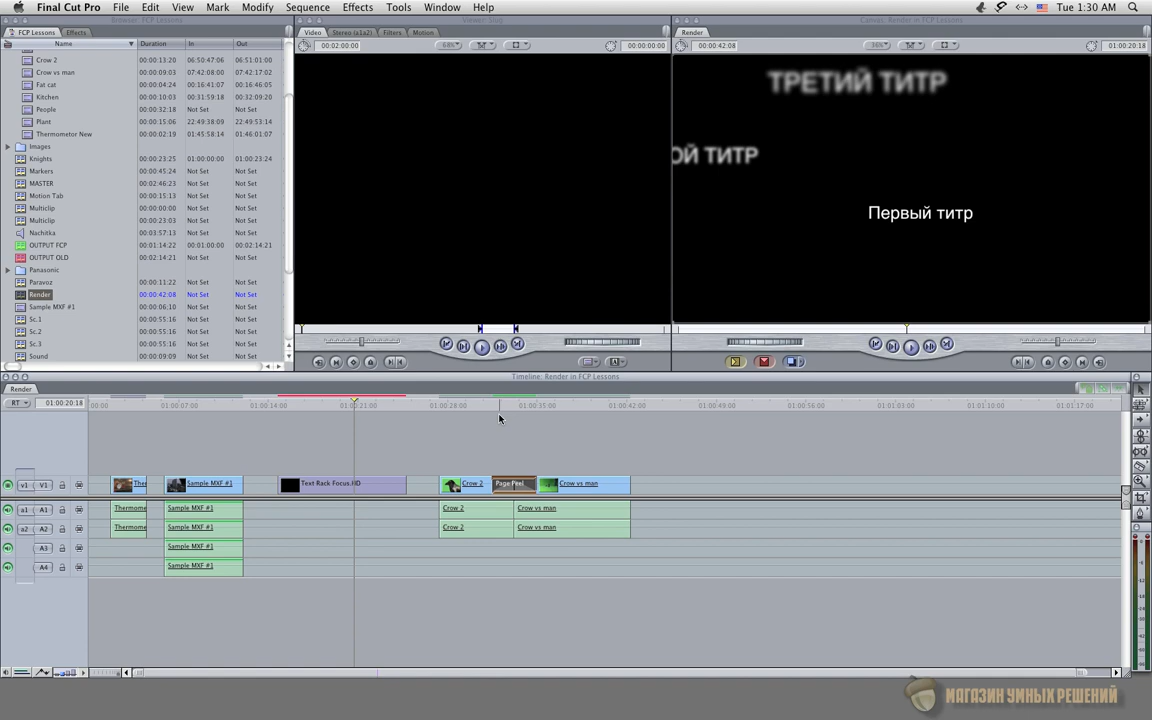 Final Cut Pro File Edit View Mark Modify Sequence Effects Tools Window Help Tue 1:30 AM
Browser: FCP Lessons
FCP Lessons Effects
Name Duration In Out
Crow 2 00:00:13:20 06:50:47:06 06:51:01:00
Crow vs man 00:00:09:03 07:42:08:00 07:42:17:02
Fat cat 00:00:04:24 00:16:41:07 00:16:46:05
Kitchen 00:00:10:03 00:31:59:18 00:32:09:20
People 00:00:32:18 Not Set Not Set
Plant 00:00:15:06 22:49:38:09 22:49:53:14
Thermometor New 00:00:02:19 01:45:58:14 01:46:01:07
Images
Knights 00:00:23:25 01:00:00:00 01:00:23:24
Markers 00:00:45:24 Not Set Not Set
MASTER 00:02:46:23 Not Set Not Set
Motion Tab 00:00:15:13 Not Set Not Set
Multiclip 00:00:00:00 Not Set Not Set
Multiclip 00:00:23:03 Not Set Not Set
Nachitka 00:03:57:13 Not Set Not Set
OUTPUT FCP 00:01:14:22 00:01:00:00 00:02:14:21
OUTPUT OLD 00:02:14:21 Not Set Not Set
Panasonic
Paravoz 00:00:11:22 Not Set Not Set
Render 00:00:42:08 Not Set Not Set
Sample MXF #1 00:00:06:10 Not Set Not Set
Sc.1 00:00:55:16 Not Set Not Set
Sc.2 00:00:55:16 Not Set Not Set
Sc.3 00:00:55:16 Not Set Not Set
Sound 00:00:09:09 Not Set Not Set
Viewer: Slug
Video Stereo (a1a2) Filters Motion
00:02:00:00 68% 00:00:00:00
Canvas: Render in FCP Lessons
Render
00:00:42:08 36% 01:00:20:18
ТРЕТИЙ ТИТР
ОЙ ТИТР
Первый титр
Timeline: Render in FCP Lessons
Render
RT 01:00:20:18 00:00 01:00:07:00 01:00:14:00 01:00:21:00 01:00:28:00 01:00:35:00 01:00:42:00 01:00:49:00 01:00:56:00 01:01:03:00 01:01:10:00 01:01:17:00
v1 V1 Ther Sample MXF #1 Text Rack Focus.HD Crow 2 Page Peel Crow vs man
a1 A1 Thermome Sample MXF #1 Crow 2 Crow vs man
a2 A2 Thermome Sample MXF #1 Crow 2 Crow vs man
A3 Sample MXF #1
A4 Sample MXF #1
МАГАЗИН УМНЫХ РЕШЕНИЙ